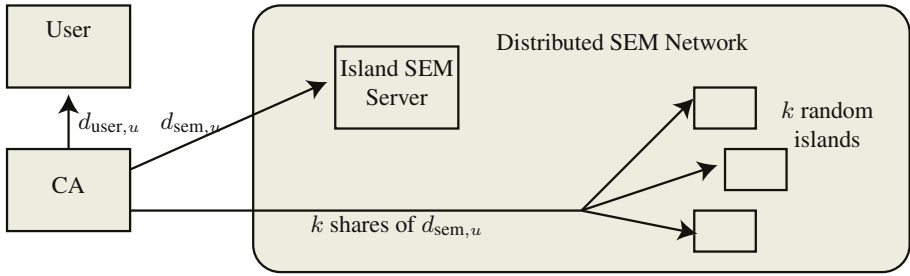 User
Distributed SEM Network
Island SEM
Server
d_user,u
d_sem,u
k random
islands
CA
k shares of d_sem,u